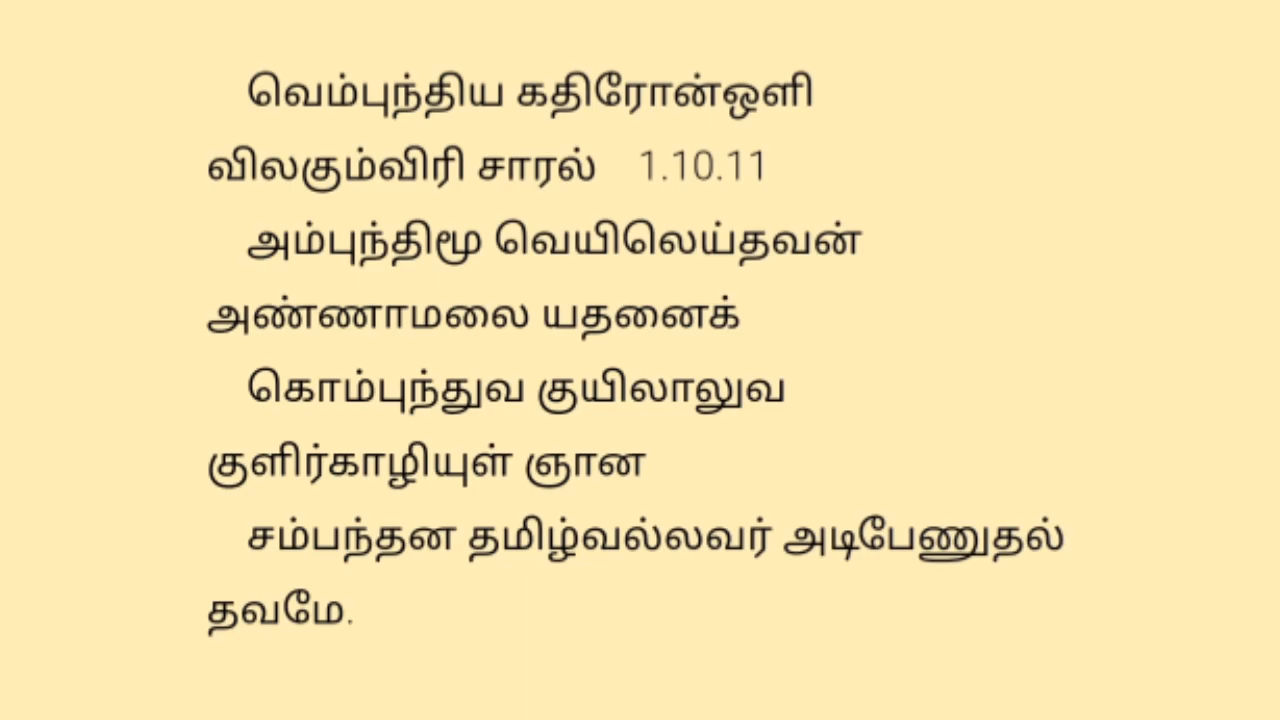 வெம்புந்திய கதிரோன்ஒளி
விலகும்விரி சாரல் 1.10.11
அம்புந்திமூ வெயிலெய்தவன்
அண்ணாமலை யதனைக்
கொம்புந்துவ குயிலாலுவ
குளிர்காழியுள் ஞான
சம்பந்தன தமிழ்வல்லவர் அடிபேணுதல்
தவமே.